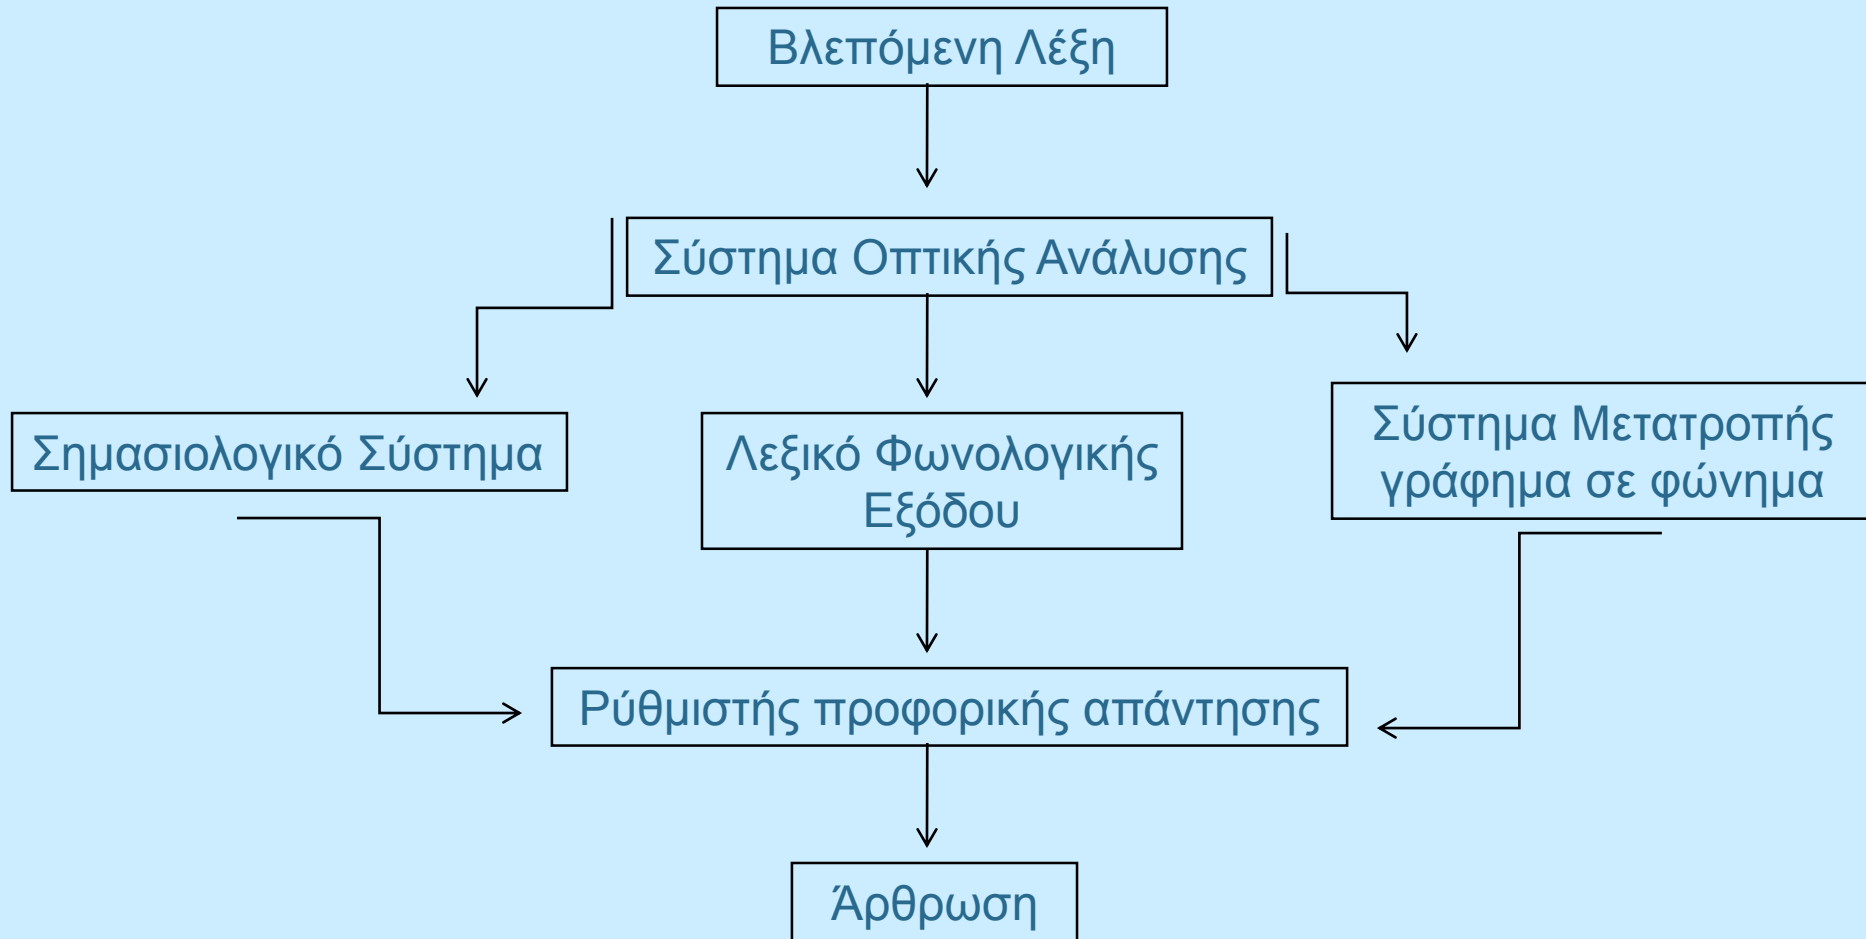 Βλεπόμενη Λέξη
Σύστημα Οπτικής Ανάλυσης
Σημασιολογικό Σύστημα
Λεξικό Φωνολογικής
Εξόδου
Σύστημα Μετατροπής
γράφημα σε φώνημα
Ρύθμιστής προφορικής απάντησης
Άρθρωση